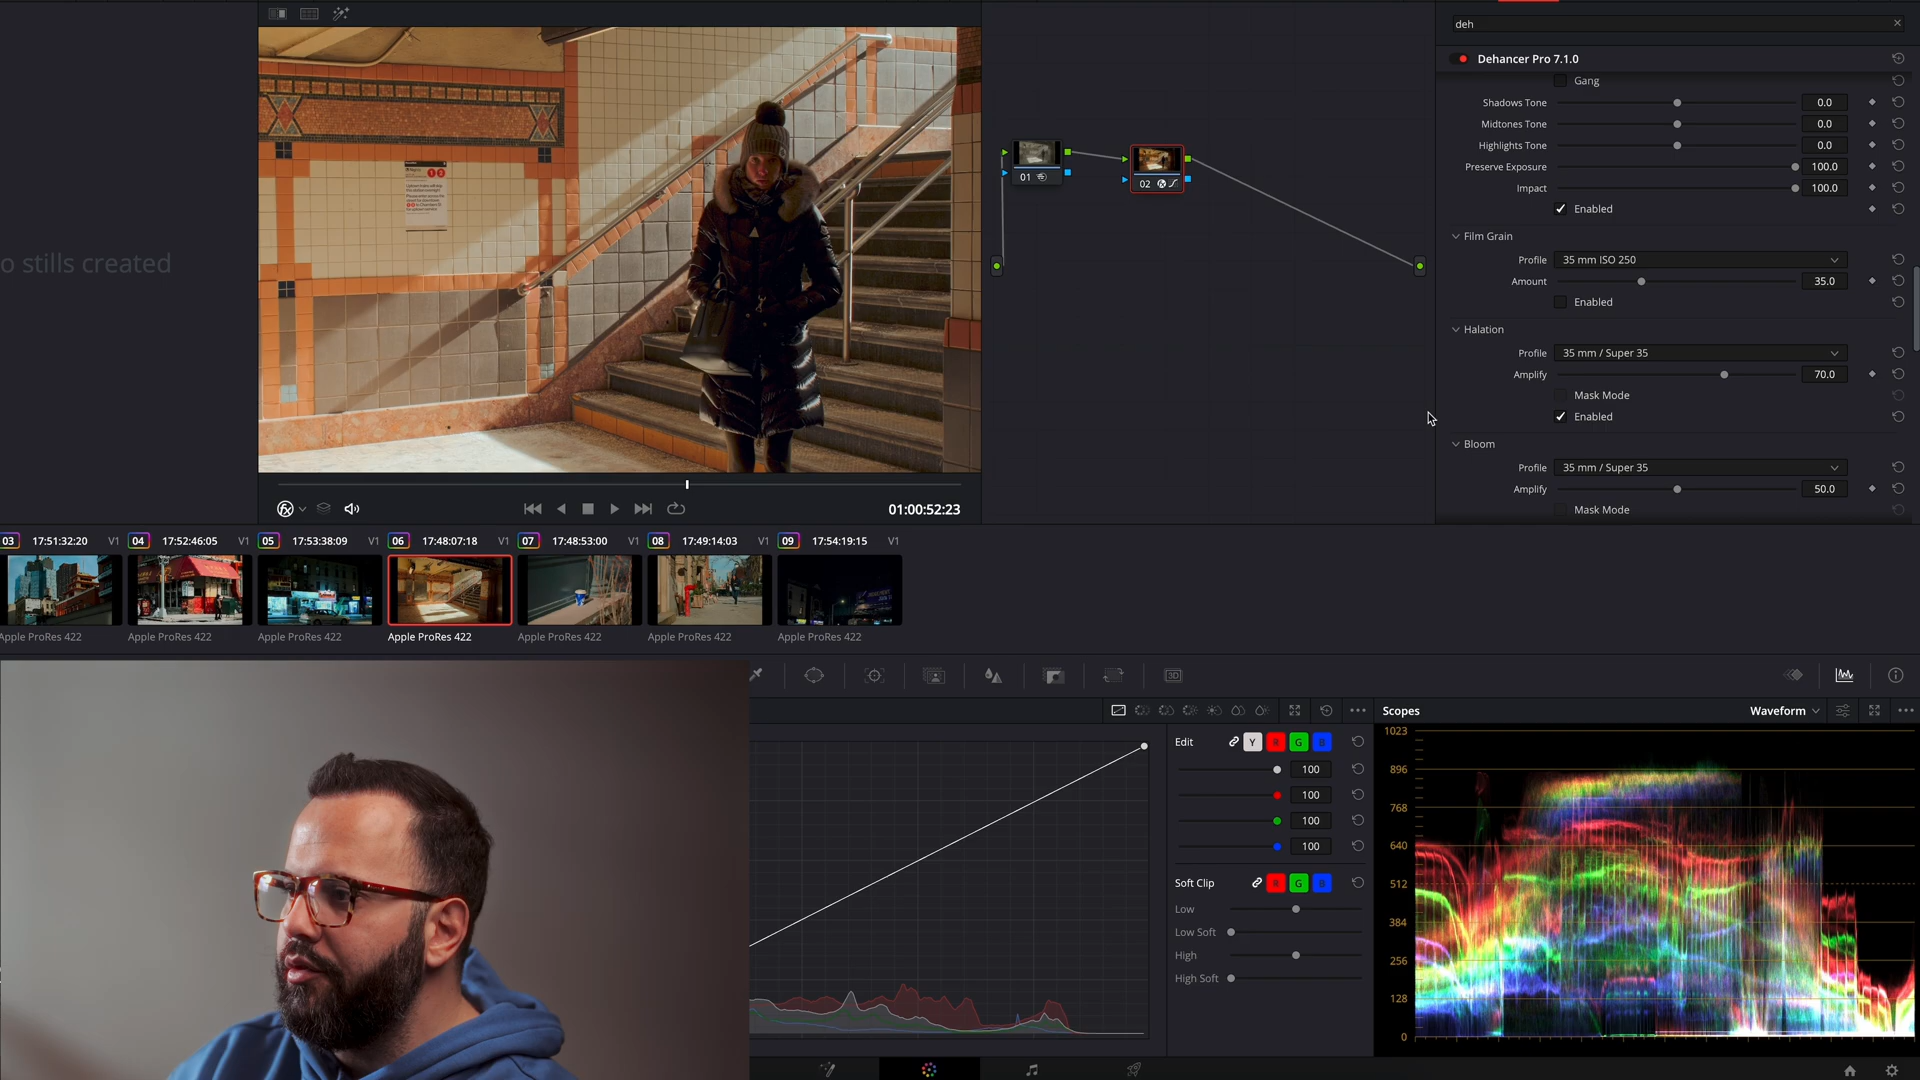 deh
Dehancer Pro 7.1.0
Gang
Shadows Tone 0.0
Midtones Tone 0.0
Highlights Tone 0.0
Preserve Exposure 100.0
Impact 100.0
Enabled
Film Grain
Profile 35 mm ISO 250
Amount 35.0
Enabled
Halation
Profile 35 mm / Super 35
Amplify 70.0
Mask Mode
Enabled
Bloom
Profile 35 mm / Super 35
Amplify 50.0
Mask Mode
o stills created
01
02
01:00:52:23
03 17:51:32:20 V1
04 17:52:46:05 V1
05 17:53:38:09 V1
06 17:48:07:18 V1
07 17:48:53:00 V1
08 17:49:14:03 V1
09 17:54:19:15 V1
Apple ProRes 422
Apple ProRes 422
Apple ProRes 422
Apple ProRes 422
Apple ProRes 422
Apple ProRes 422
Apple ProRes 422
3D
Edit Y R G B
100
100
100
100
Soft Clip R G B
Low
Low Soft
High
High Soft
Scopes
Waveform
1023
896
768
640
512
384
256
128
0